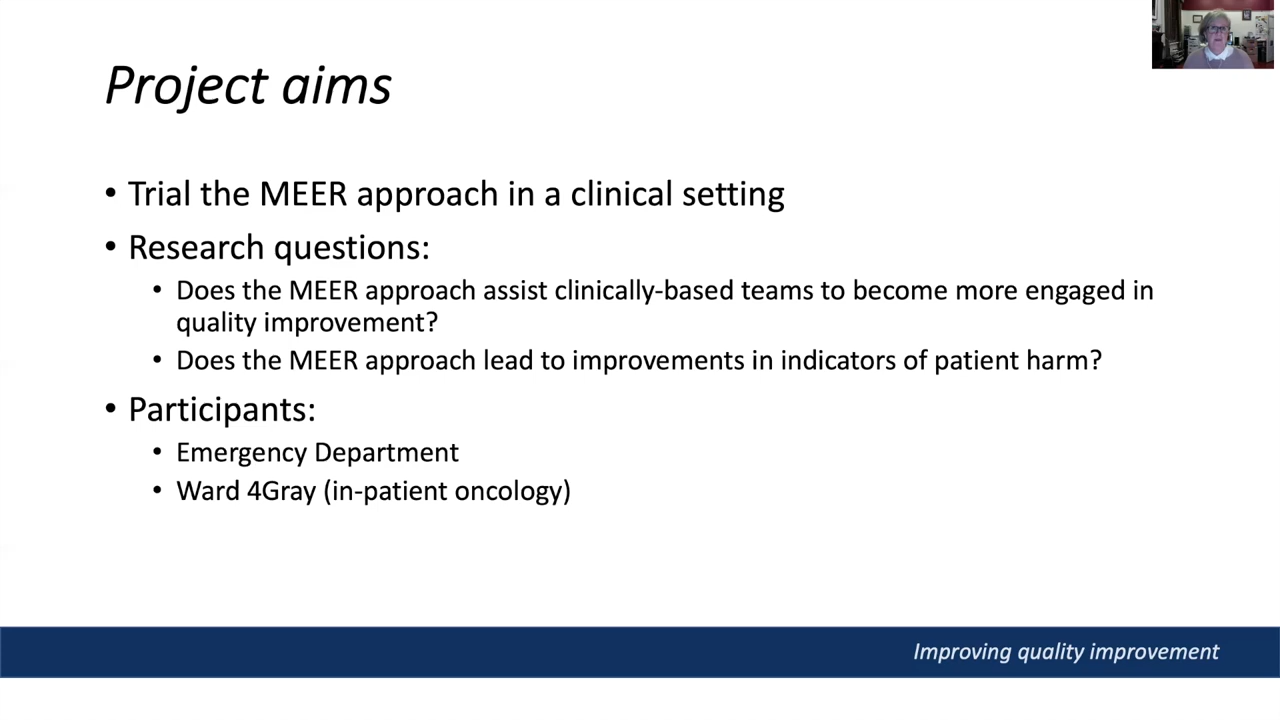 Project aims
• Trial the MEER approach in a clinical setting
• Research questions:
• Does the MEER approach assist clinically-based teams to become more engaged in
quality improvement?
• Does the MEER approach lead to improvements in indicators of patient harm?
• Participants:
• Emergency Department
• Ward 4Gray (in-patient oncology)
Improving quality improvement